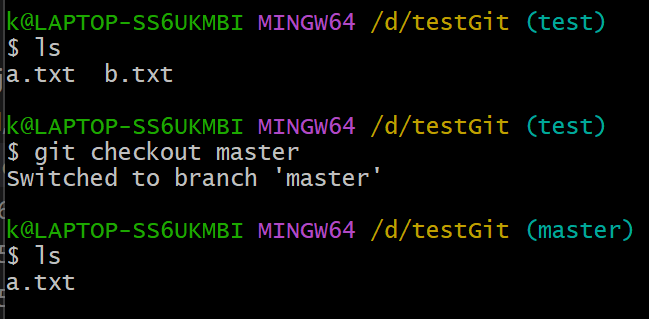 k@LAPTOP-SS6UKMBI MINGW64 /d/testGit (test)
$ ls
a.txt  b.txt
k@LAPTOP-SS6UKMBI MINGW64 /d/testGit (test)
$ git checkout master
Switched to branch 'master'
k@LAPTOP-SS6UKMBI MINGW64 /d/testGit (master)
$ ls
a.txt